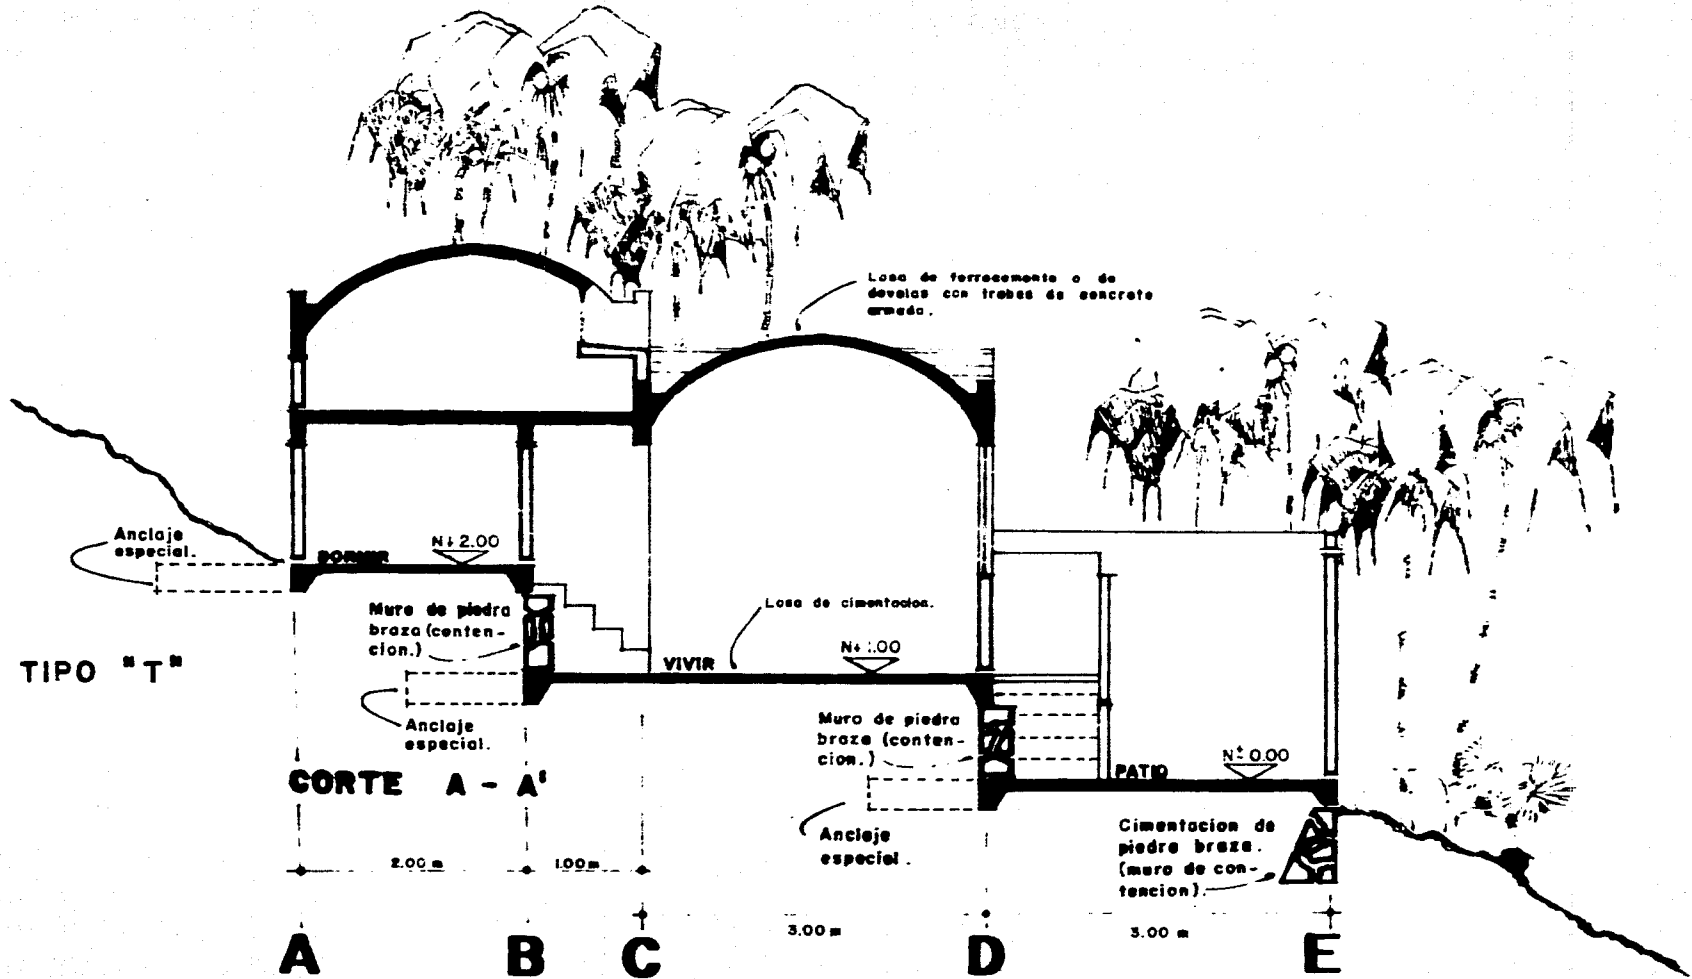 Losa de ferrocemento o de
dovelas con trabes de concreto
armado.
Anclaje
especial.
DORMIR
N+2.00
Muro de piedra
braza (conten-
cion.)
Losa de cimentacion.
TIPO "T"
VIVIR
N+1.00
Anclaje
especial.
Muro de piedra
braza (conten-
cion.)
PATIO
N±0.00
CORTE A - A'
Anclaje
especial.
Cimentacion de
piedra braza.
(muro de con-
tencion).
2.00 m
1.00 m
3.00 m
3.00 m
A B C D E